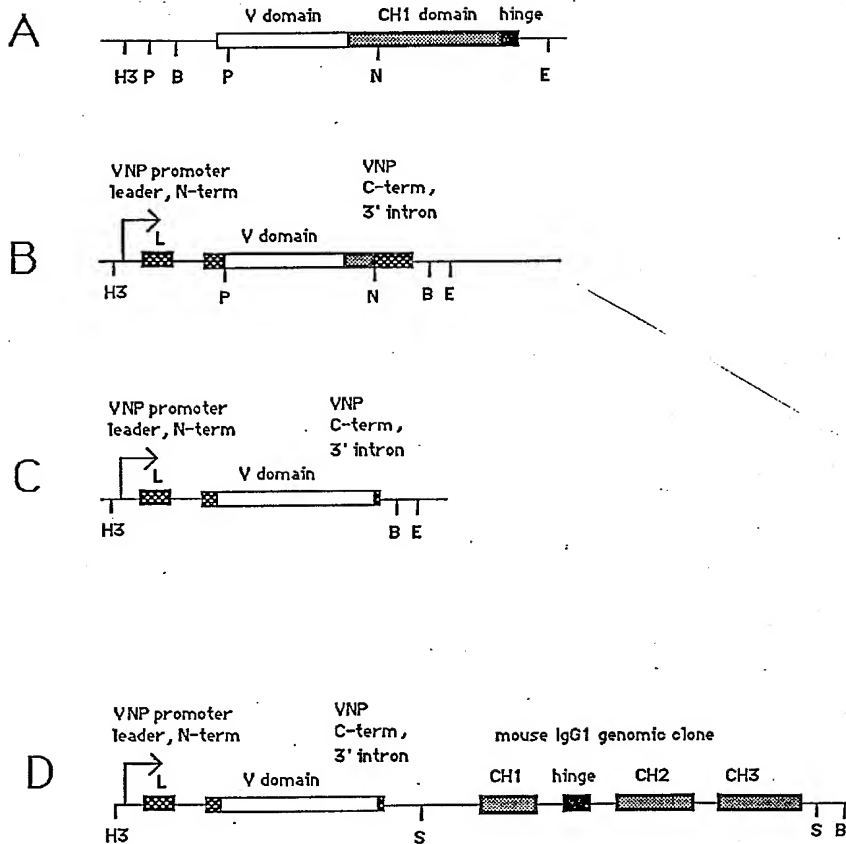 A
V domain CH1 domain hinge
H3 P B P N E
B
VNP promoter
leader, N-term
VNP
C-term,
3' intron
L
V domain
H3 P N B E
C
VNP promoter
leader, N-term
VNP
C-term,
3' intron
L
V domain
H3 B E
D
VNP promoter
leader, N-term
VNP
C-term,
3' intron
mouse IgG1 genomic clone
L
V domain
CH1 hinge CH2 CH3
H3 S S B